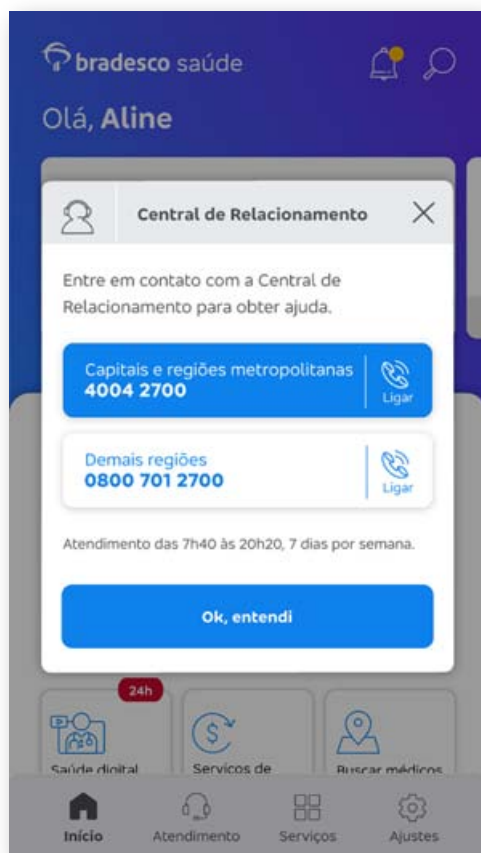 bradesco saúde
Olá, Aline
Central de Relacionamento
Entre em contato com a Central de
Relacionamento para obter ajuda.
Capitais e regiões metropolitanas
4004 2700
Ligar
Demais regiões
0800 701 2700
Ligar
Atendimento das 7h40 às 20h20, 7 dias por semana.
Ok, entendi
24h
Saúde digital
Serviços de
Buscar médicos
Início
Atendimento
Serviços
Ajustes